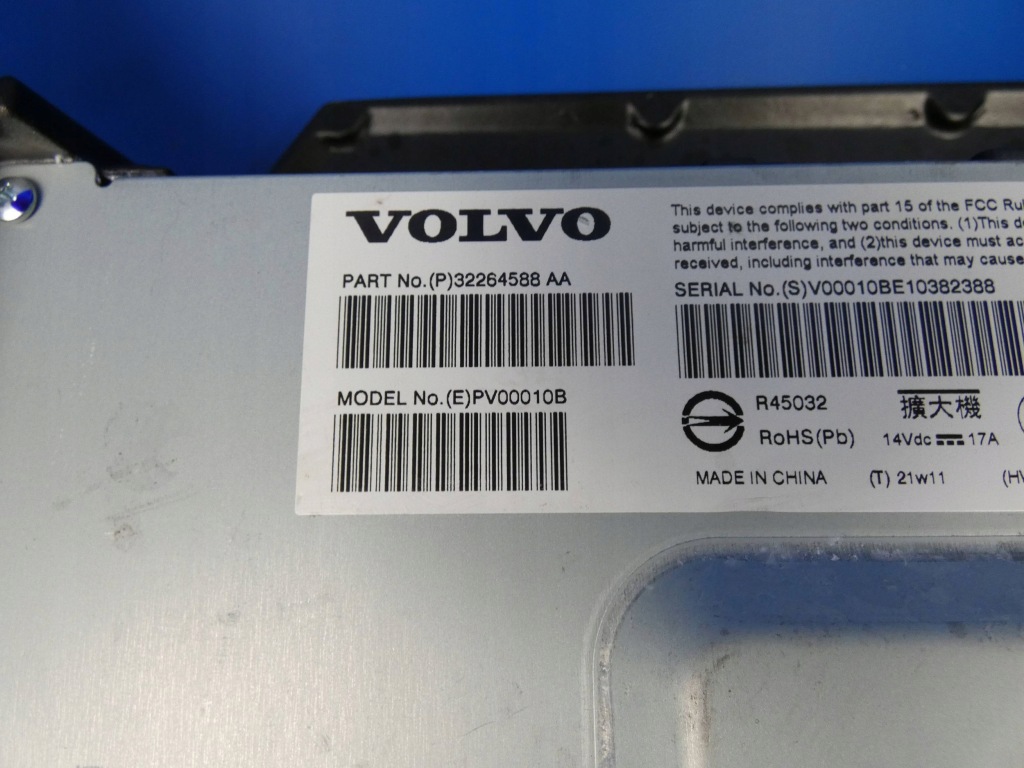 VOLVO
PART No.(P)32264588 AA
MODEL No.(E)PV00010B
This device complies with part 15 of the FCC
subject to the following two conditions. (1)This
harmful interference, and (2)this device must
received, including interference that may cause
SERIAL No.(S)V00010BE10382388
R45032
RoHS(Pb)
擴大機
14Vdc 17A
MADE IN CHINA (T) 21w11